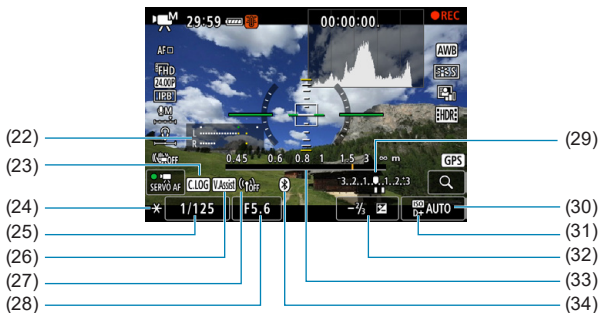 M 29:59 00:00:00. REC
AF AWB
FHD
24.00P
IPB
M HDR
OFF L R
0.45 0:6 0.8 1 1.5 3 ∞ m GPS
SERVO AF C.LOG V.Assist OFF -3..2..1..0..1..2.:3
1/125 F5.6 -⅔ ISO D+ AUTO
(22)
(23)
(24)
(25)
(26)
(27)
(28)
(29)
(30)
(31)
(32)
(33)
(34)